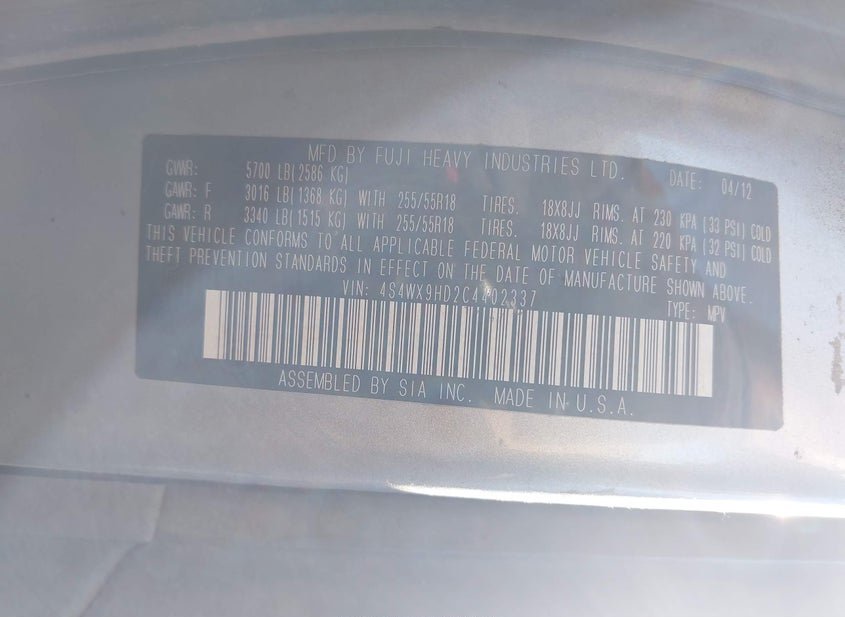 MFD BY FUJI HEAVY INDUSTRIES LTD. DATE: 04/12
GVWR: 5700 LB(2586 KG)
GAWR: F 3016 LB(1368 KG) WITH 255/55R18 TIRES. 18X8JJ RIMS. AT 230 KPA (33 PSI) COLD
GAWR: R 3340 LB(1515 KG) WITH 255/55R18 TIRES. 18X8JJ RIMS. AT 220 KPA (32 PSI) COLD
THIS VEHICLE CONFORMS TO ALL APPLICABLE FEDERAL MOTOR VEHICLE SAFETY AND
THEFT PREVENTION STANDARDS IN EFFECT ON THE DATE OF MANUFACTURE SHOWN ABOVE.
VIN: 4S4WX9HD2C4402337
TYPE: MPV
ASSEMBLED BY SIA INC. MADE IN U.S.A.